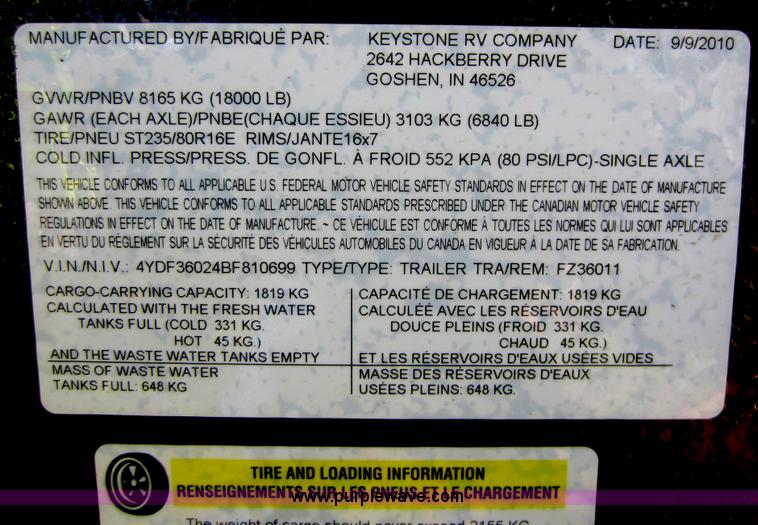 MANUFACTURED BY/FABRIQUÉ PAR: KEYSTONE RV COMPANY DATE: 9/9/2010
2642 HACKBERRY DRIVE
GOSHEN, IN 46526
GVWR/PNBV 8165 KG (18000 LB)
GAWR (EACH AXLE)/PNBE(CHAQUE ESSIEU) 3103 KG (6840 LB)
TIRE/PNEU ST235/80R16E RIMS/JANTE16x7
COLD INFL. PRESS/PRESS. DE GONFL. À FROID 552 KPA (80 PSI/LPC)-SINGLE AXLE
THIS VEHICLE CONFORMS TO ALL APPLICABLE U.S. FEDERAL MOTOR VEHICLE SAFETY STANDARDS IN EFFECT ON THE DATE OF MANUFACTURE
SHOWN ABOVE. THIS VEHICLE CONFORMS TO ALL APPLICABLE STANDARDS PRESCRIBED UNDER THE CANADIAN MOTOR VEHICLE SAFETY
REGULATIONS IN EFFECT ON THE DATE OF MANUFACTURE. ~ CE VÉHICULE EST CONFORME À TOUTES LES NORMES QUI LUI SONT APPLICABLES
EN VERTU DU RÉGLEMENT SUR LA SÉCURITÉ DES VÉHICULES AUTOMOBILES DU CANADA EN VIGUEUR À LA DATE DE SA FABRICATION.
V.I.N./N.I.V.: 4YDF36024BF810699 TYPE/TYPE: TRAILER TRA/REM: FZ36011
CARGO-CARRYING CAPACITY: 1819 KG
CALCULATED WITH THE FRESH WATER
TANKS FULL (COLD 331 KG.
HOT 45 KG.)
AND THE WASTE WATER TANKS EMPTY
MASS OF WASTE WATER
TANKS FULL: 648 KG
CAPACITÉ DE CHARGEMENT: 1819 KG
CALCULÉE AVEC LES RÉSERVOIRS D'EAU
DOUCE PLEINS (FROID 331 KG.
CHAUD 45 KG.)
ET LES RÉSERVOIRS D'EAUX USÉES VIDES
MASSE DES RÉSERVOIRS D'EAUX
USÉES PLEINS: 648 KG.
TIRE AND LOADING INFORMATION
RENSEIGNEMENTS SUR LES PNEUS ET LE CHARGEMENT
www.purplewave.com
The weight of cargo should never exceed 2155 KG